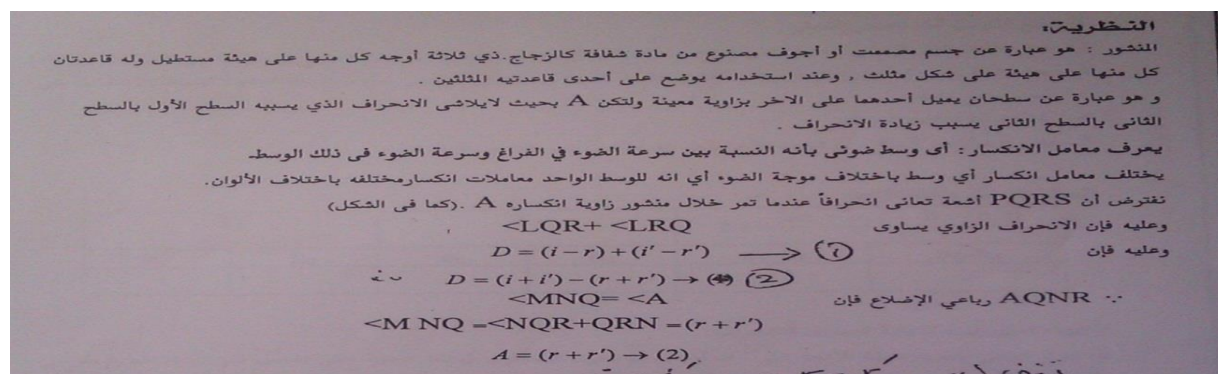 النظرية:
المنشور : هو عبارة عن جسم مصمت أو أجوف مصنوع من مادة شفافة كالزجاج.ذي ثلاثة أوجه كل منها على هيئة مستطيل وله قاعدتان
كل منها على هيئة على شكل مثلث , وعند استخدامه يوضع على أحدى قاعدتيه المثلثين .
و هو عبارة عن سطحان يميل أحدهما على الاخر بزاوية معينة ولتكن A بحيث لايلاشى الانحراف الذي يسببه السطح الأول بالسطح
الثانى بالسطح الثانى يسبب زيادة الانحراف .
يعرف معامل الانكسار : أى وسط ضوئى بأنه النسبة بين سرعة الضوء في الفراغ وسرعة الضوء فى ذلك الوسط.
يختلف معامل انكسار أي وسط باختلاف موجة الضوء أي انه للوسط الواحد معاملات انكسارمختلفه باختلاف الألوان.
نفترض أن PQRS أشعة تعانى انحرافاً عندما تمر خلال منشور زاوية انكساره A .(كما فى الشكل)
وعليه فإن الانحراف الزاوي يساوى <LQR+ <LRQ
وعليه فإن D = (i − r) + (i′ − r′) ⟶ (i)
D = (i + i′) − (r + r′) → (2)
∵ AQNR رباعي الإضلاع فإن <MNQ= <A
<M NQ =<NQR+QRN =(r + r′)
A = (r + r′) → (2)